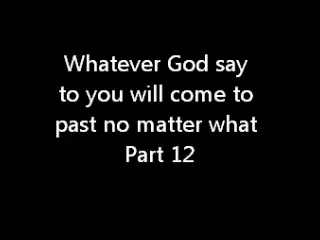 Whatever God say
to you will come to
past no matter what
Part 12